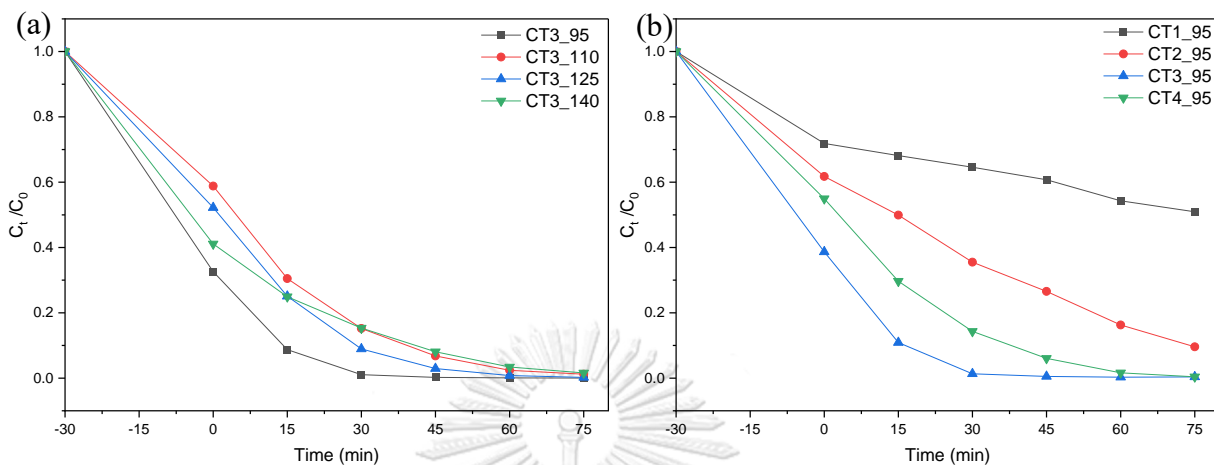 (a)
CT3_95
CT3_110
CT3_125
CT3_140
1.0
0.8
0.6
0.4
0.2
0.0
Cₜ /C₀
-30 0 15 30 45 60 75
Time (min)
(b)
CT1_95
CT2_95
CT3_95
CT4_95
1.0
0.8
0.6
0.4
0.2
0.0
Cₜ/C₀
-30 -15 0 15 30 45 60 75
Time (min)